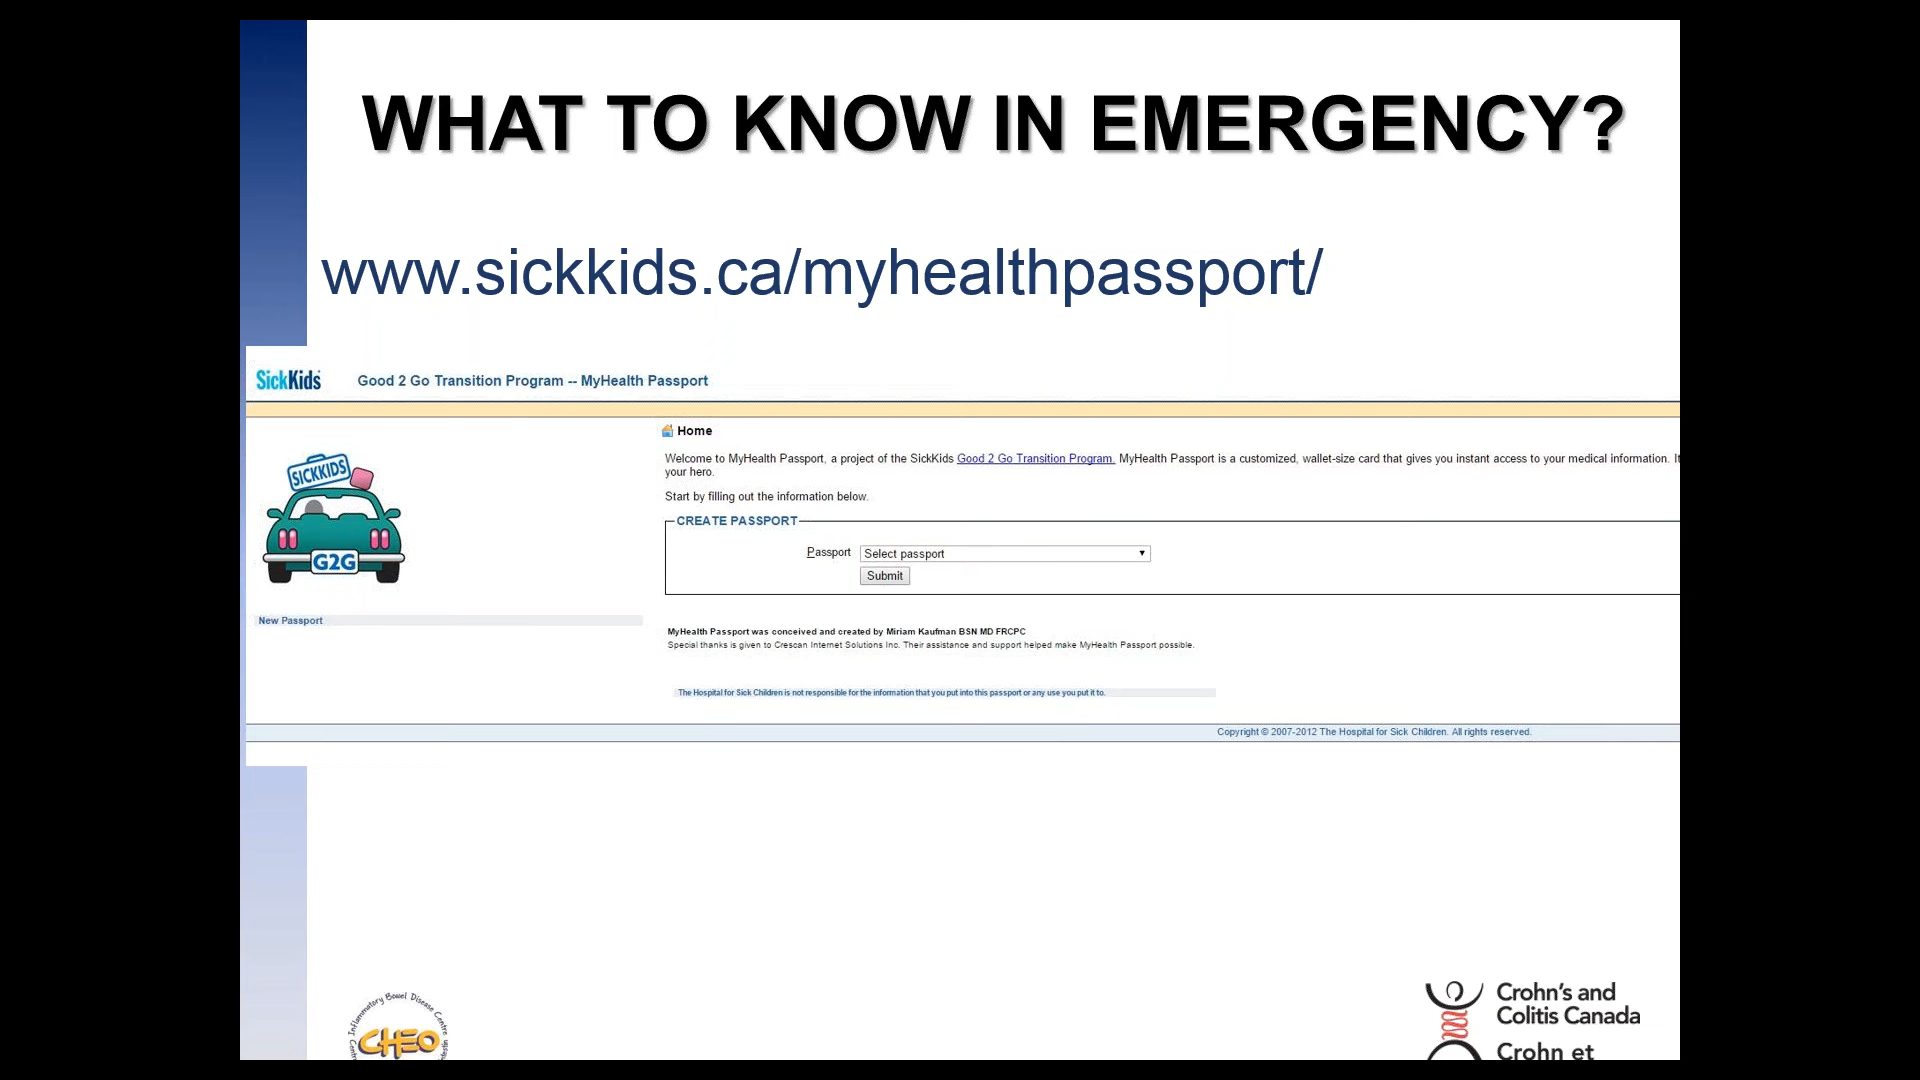 WHAT TO KNOW IN EMERGENCY?
www.sickkids.ca/myhealthpassport/
SickKids
Good 2 Go Transition Program -- MyHealth Passport
Home
Welcome to MyHealth Passport, a project of the SickKids Good 2 Go Transition Program. MyHealth Passport is a customized, wallet-size card that gives you instant access to your medical information. It
your hero.
Start by filling out the information below.
CREATE PASSPORT
Passport Select passport
Submit
SICKKIDS
G2G
New Passport
MyHealth Passport was conceived and created by Miriam Kaufman BSN MD FRCPC
Special thanks is given to Crescan Internet Solutions Inc. Their assistance and support helped make MyHealth Passport possible.
The Hospital for Sick Children is not responsible for the information that you put into this passport or any use you put it to.
Copyright © 2007-2012 The Hospital for Sick Children. All rights reserved.
Inflammatory Bowel Disease Centre
CHEO
Crohn's and
Colitis Canada
Crohn et